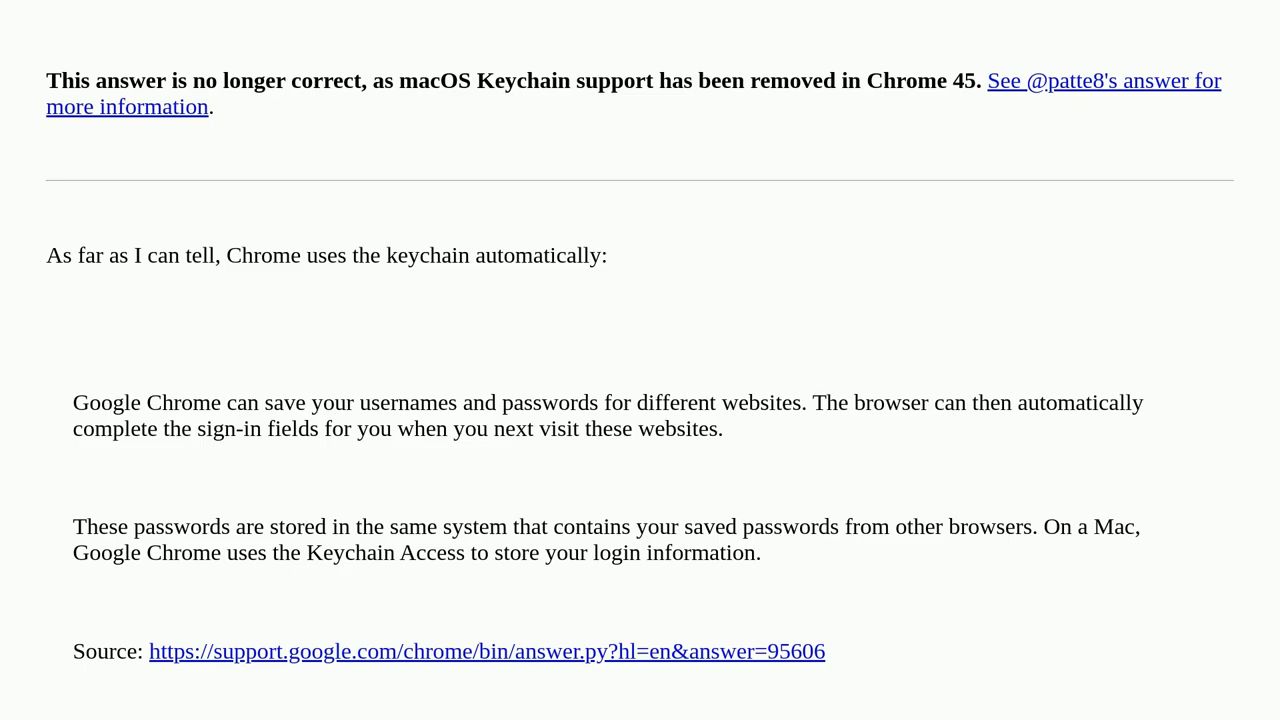 This answer is no longer correct, as macOS Keychain support has been removed in Chrome 45. See @patte8's answer for
more information.
As far as I can tell, Chrome uses the keychain automatically:
Google Chrome can save your usernames and passwords for different websites. The browser can then automatically
complete the sign-in fields for you when you next visit these websites.
These passwords are stored in the same system that contains your saved passwords from other browsers. On a Mac,
Google Chrome uses the Keychain Access to store your login information.
Source: https://support.google.com/chrome/bin/answer.py?hl=en&answer=95606